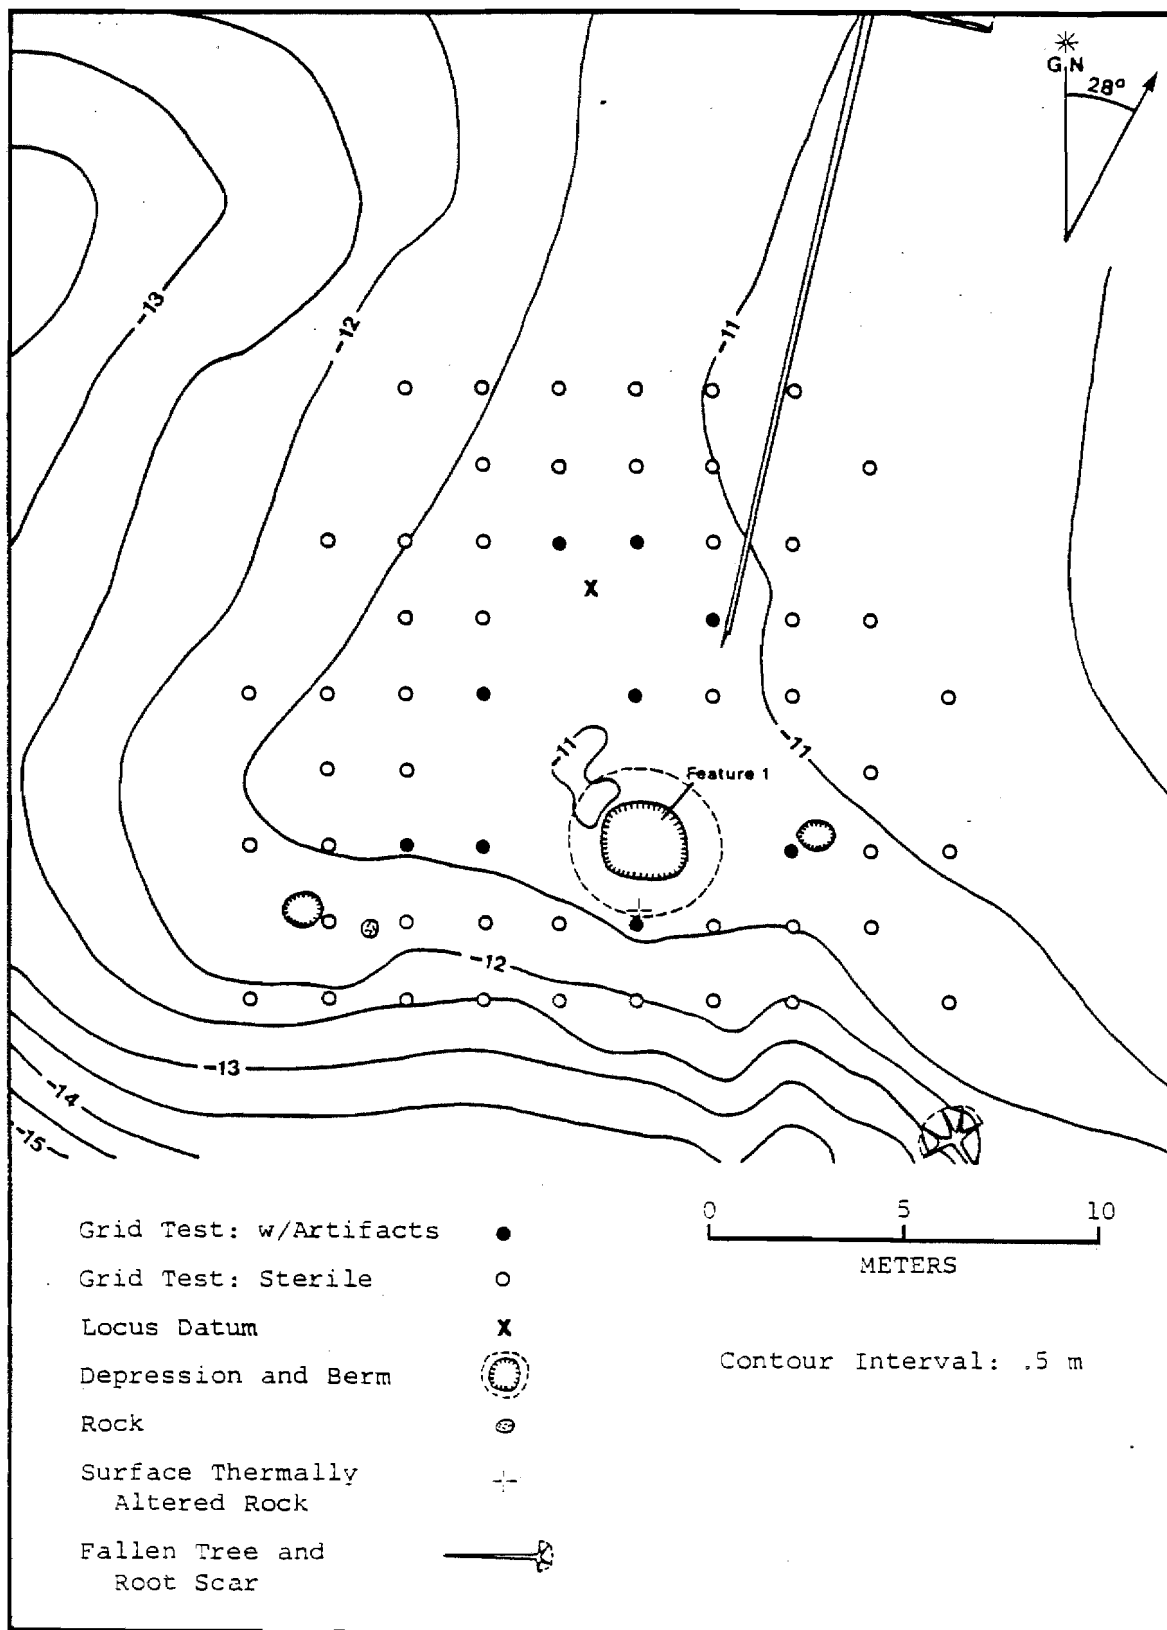 G N
28°
-13
-12
-11
-11
-11
Feature 1
-12
-13
-14
-15
Grid Test: w/Artifacts
Grid Test: Sterile
Locus Datum
X
Depression and Berm
Rock
Surface Thermally
Altered Rock
Fallen Tree and
Root Scar
0 5 10
METERS
Contour Interval: .5 m
X